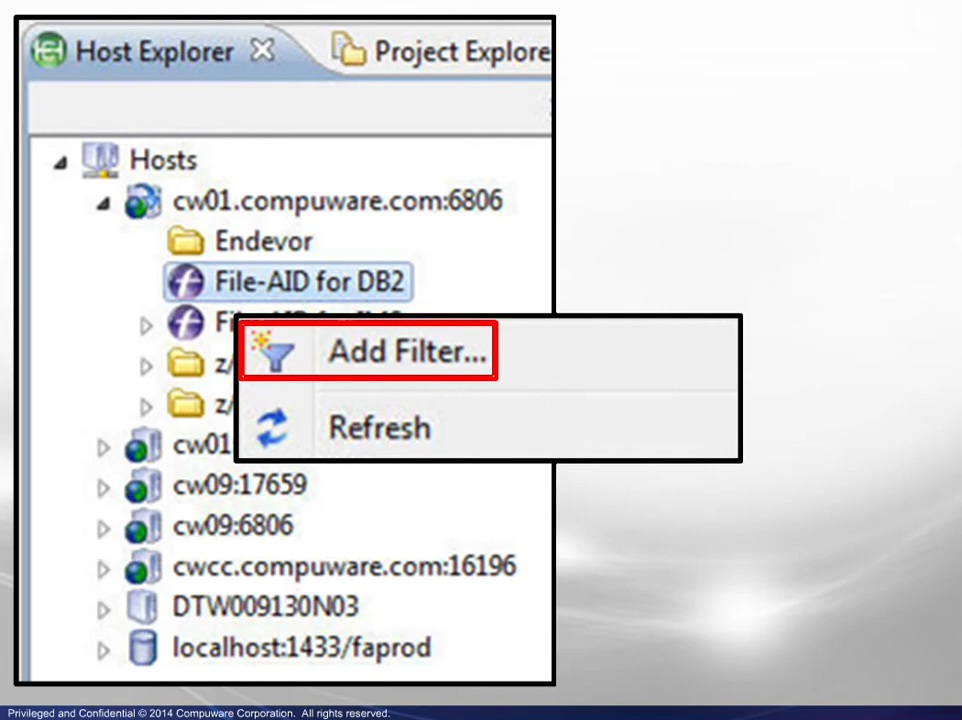 Host Explorer Project Explore
Hosts
cw01.compuware.com:6806
Endevor
File-AID for DB2
Add Filter...
Refresh
cw01
cw09:17659
cw09:6806
cwcc.compuware.com:16196
DTW009130N03
localhost:1433/faprod
Privileged and Confidential © 2014 Compuware Corporation. All rights reserved.